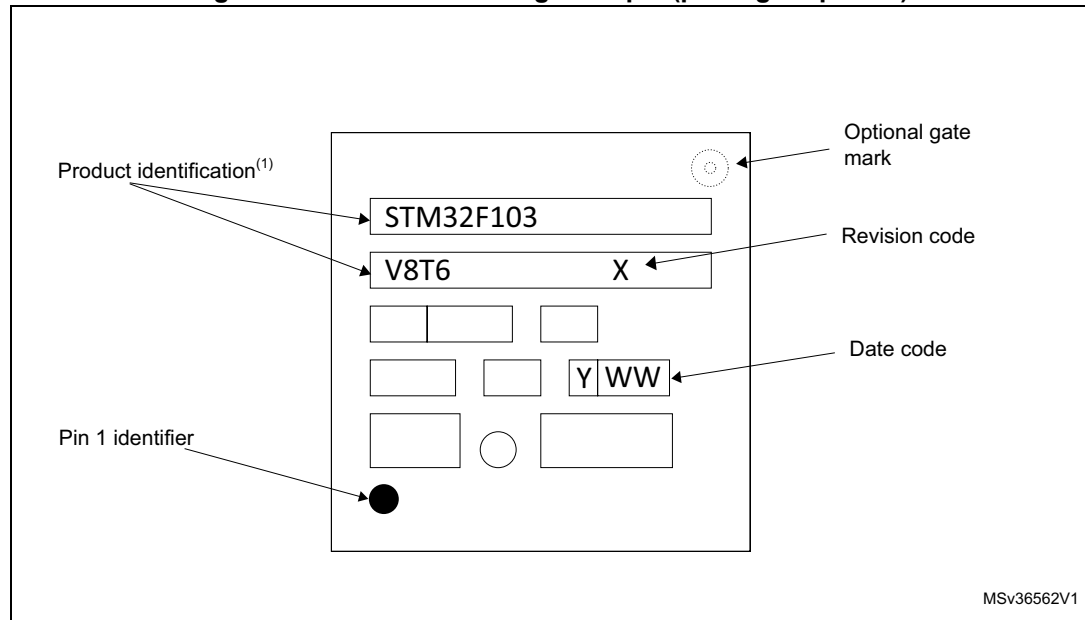 Optional gate
mark
Product identification(1)
STM32F103
Revision code
V8T6 X
Date code
Y WW
Pin 1 identifier
MSv36562V1